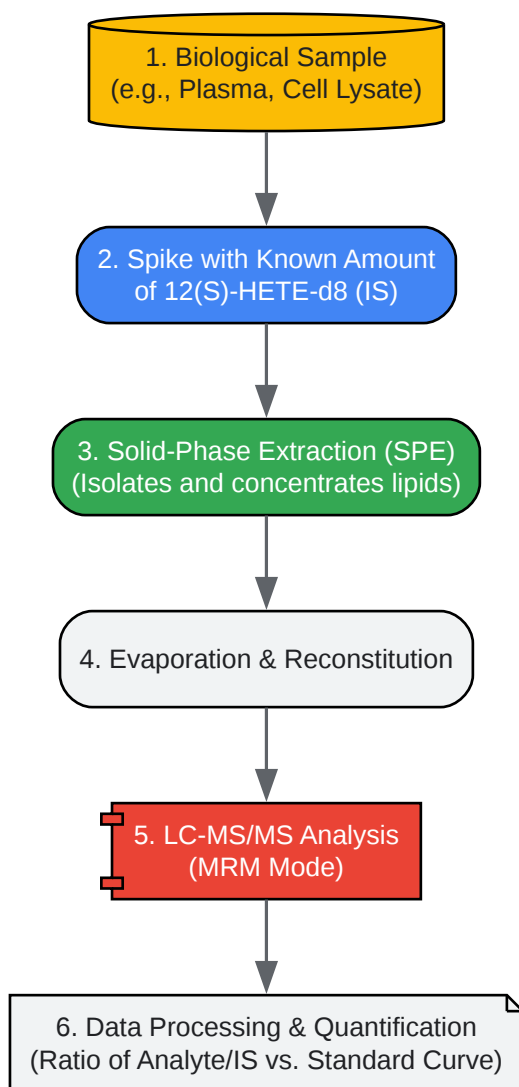 1. Biological Sample
(e.g., Plasma, Cell Lysate)
2. Spike with Known Amount
of 12(S)-HETE-d8 (IS)
3. Solid-Phase Extraction (SPE)
(Isolates and concentrates lipids)
4. Evaporation & Reconstitution
5. LC-MS/MS Analysis
(MRM Mode)
6. Data Processing & Quantification
(Ratio of Analyte/IS vs. Standard Curve)